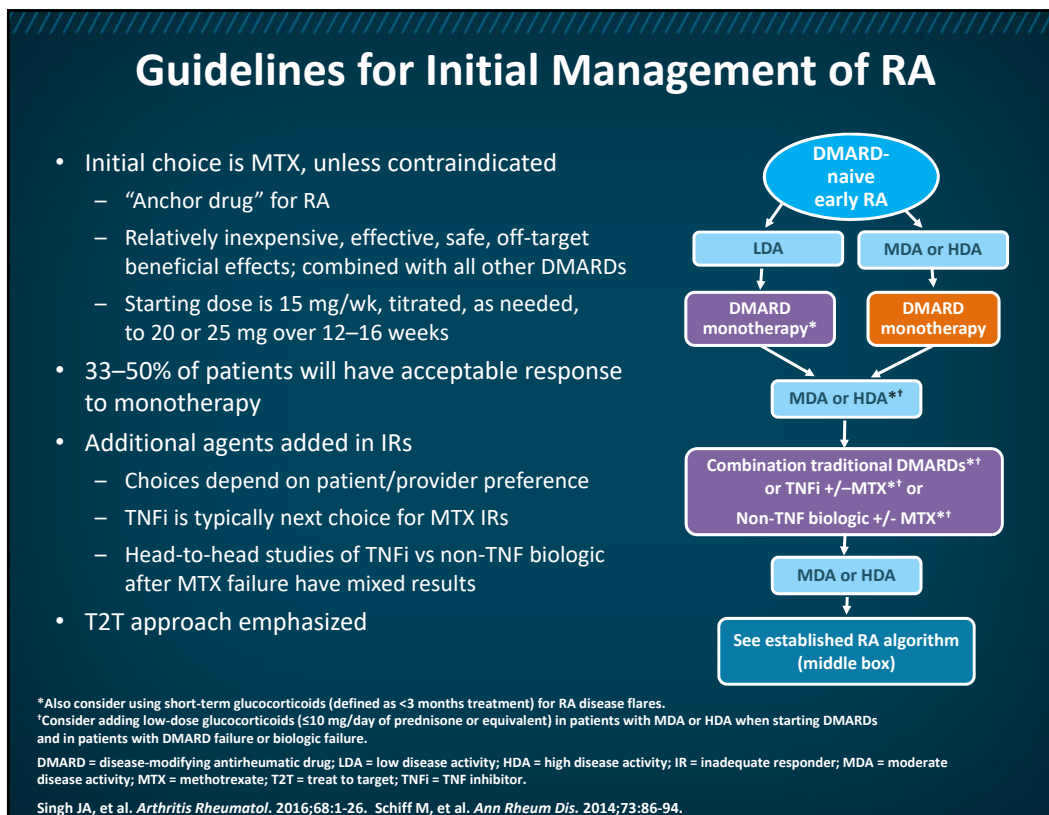 Guidelines for Initial Management of RA
• Initial choice is MTX, unless contraindicated
– “Anchor drug” for RA
– Relatively inexpensive, effective, safe, off-target
beneficial effects; combined with all other DMARDs
– Starting dose is 15 mg/wk, titrated, as needed,
to 20 or 25 mg over 12–16 weeks
• 33–50% of patients will have acceptable response
to monotherapy
• Additional agents added in IRs
– Choices depend on patient/provider preference
– TNFi is typically next choice for MTX IRs
– Head-to-head studies of TNFi vs non-TNF biologic
after MTX failure have mixed results
• T2T approach emphasized
DMARD-
naive
early RA
LDA
MDA or HDA
DMARD
monotherapy*
DMARD
monotherapy
MDA or HDA*†
Combination traditional DMARDs*†
or TNFi +/–MTX*† or
Non-TNF biologic +/- MTX*†
MDA or HDA
See established RA algorithm
(middle box)
*Also consider using short-term glucocorticoids (defined as <3 months treatment) for RA disease flares.
†Consider adding low-dose glucocorticoids (≤10 mg/day of prednisone or equivalent) in patients with MDA or HDA when starting DMARDs
and in patients with DMARD failure or biologic failure.
DMARD = disease-modifying antirheumatic drug; LDA = low disease activity; HDA = high disease activity; IR = inadequate responder; MDA = moderate
disease activity; MTX = methotrexate; T2T = treat to target; TNFi = TNF inhibitor.
Singh JA, et al. Arthritis Rheumatol. 2016;68:1-26. Schiff M, et al. Ann Rheum Dis. 2014;73:86-94.